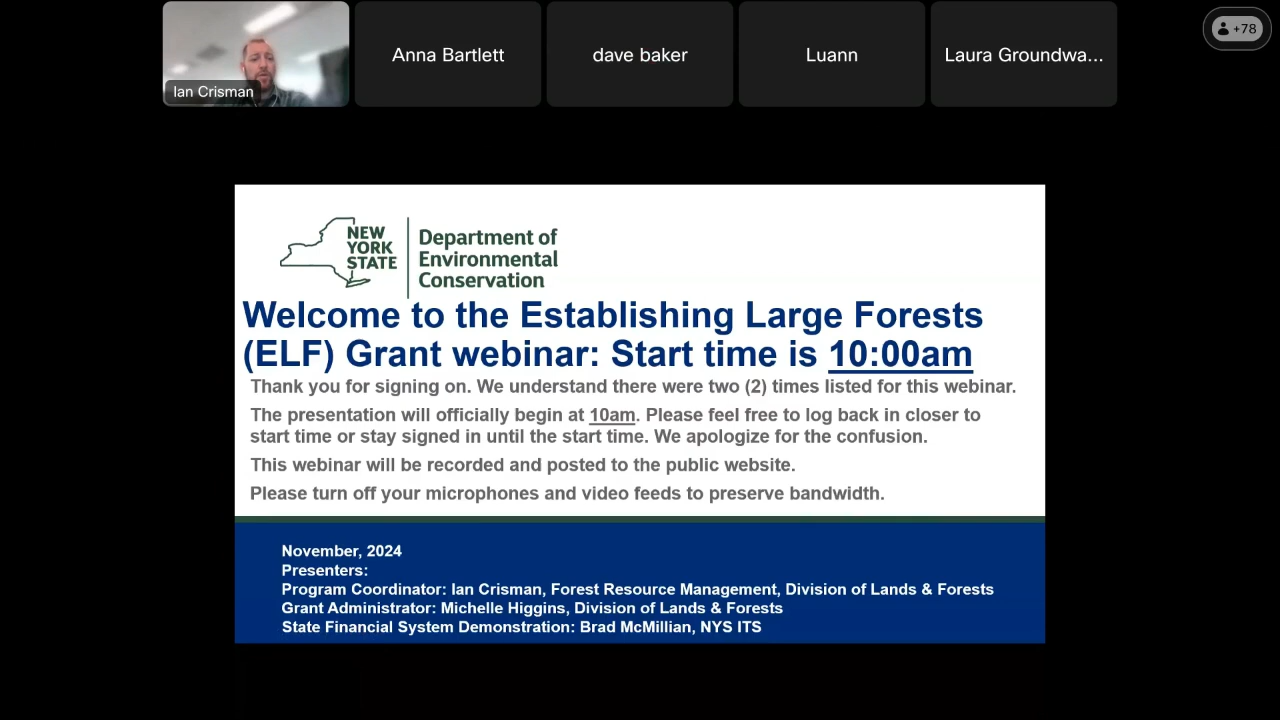 Ian Crisman
Anna Bartlett
dave baker
Luann
Laura Groundwa...
+78
NEW
YORK
STATE
Department of
Environmental
Conservation
Welcome to the Establishing Large Forests
(ELF) Grant webinar: Start time is 10:00am
Thank you for signing on. We understand there were two (2) times listed for this webinar.
The presentation will officially begin at 10am. Please feel free to log back in closer to
start time or stay signed in until the start time. We apologize for the confusion.
This webinar will be recorded and posted to the public website.
Please turn off your microphones and video feeds to preserve bandwidth.
November, 2024
Presenters:
Program Coordinator: Ian Crisman, Forest Resource Management, Division of Lands & Forests
Grant Administrator: Michelle Higgins, Division of Lands & Forests
State Financial System Demonstration: Brad McMillian, NYS ITS